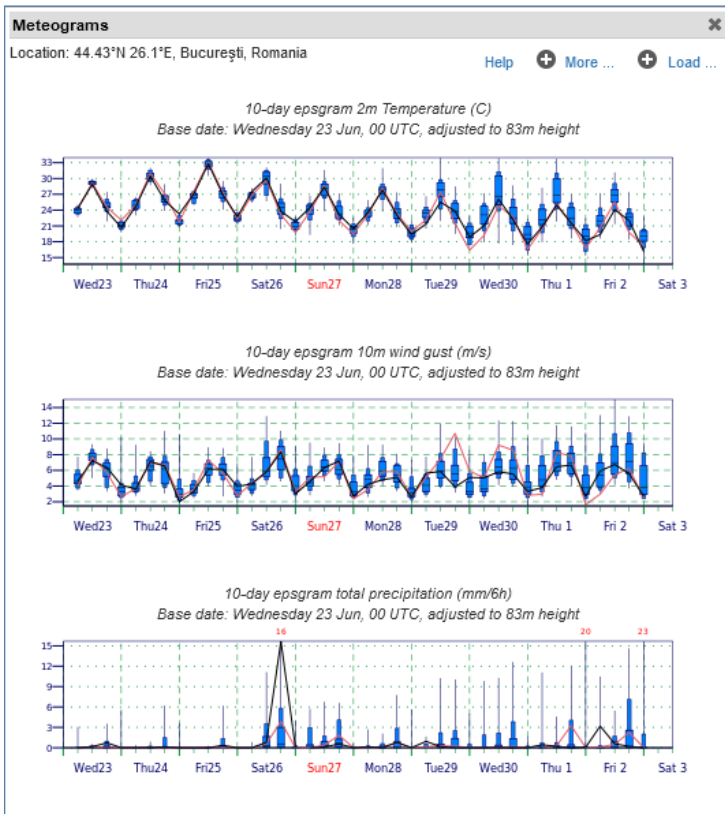 Meteograms ✖
Location: 44.43°N 26.1°E, Bucureşti, Romania
Help More ... Load ...
10-day epsgram 2m Temperature (C)
Base date: Wednesday 23 Jun, 00 UTC, adjusted to 83m height
33
30
27
24
21
18
15
Wed23 Thu24 Fri25 Sat26 Sun27 Mon28 Tue29 Wed30 Thu 1 Fri 2 Sat 3
10-day epsgram 10m wind gust (m/s)
Base date: Wednesday 23 Jun, 00 UTC, adjusted to 83m height
14
12
10
8
6
4
2
Wed23 Thu24 Fri25 Sat26 Sun27 Mon28 Tue29 Wed30 Thu 1 Fri 2 Sat 3
10-day epsgram total precipitation (mm/6h)
Base date: Wednesday 23 Jun, 00 UTC, adjusted to 83m height
16 20 23
15
12
9
6
3
0
Wed23 Thu24 Fri25 Sat26 Sun27 Mon28 Tue29 Wed30 Thu 1 Fri 2 Sat 3